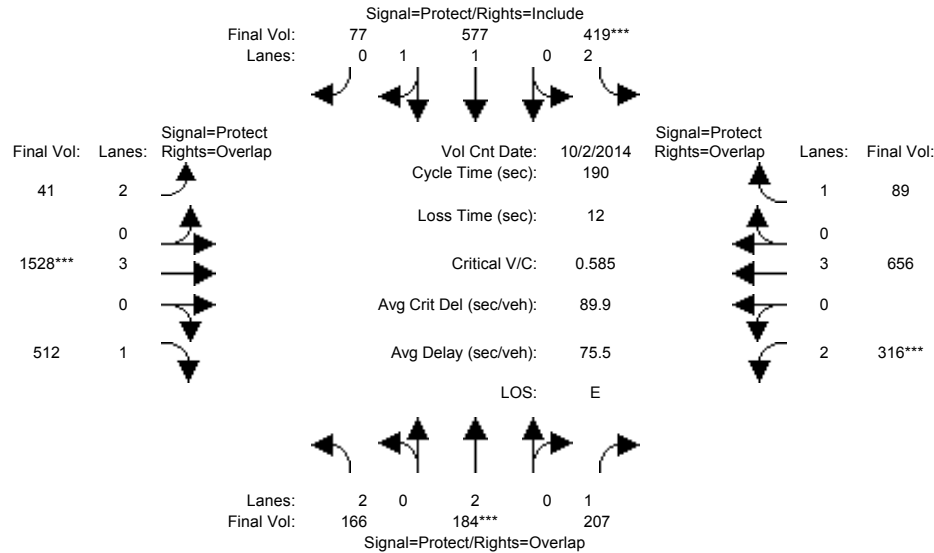 Signal=Protect/Rights=Include
Final Vol: 77 577 419***
Lanes: 0 1 1 0 2
Signal=Protect Signal=Protect
Final Vol: Lanes: Rights=Overlap Vol Cnt Date: 10/2/2014 Rights=Overlap Lanes: Final Vol:
Cycle Time (sec): 190
41 2 1 89
Loss Time (sec): 12
0 0
1528*** 3 Critical V/C: 0.585 3 656
0 Avg Crit Del (sec/veh): 89.9 0
512 1 Avg Delay (sec/veh): 75.5 2 316***
LOS: E
Lanes: 2 0 2 0 1
Final Vol: 166 184*** 207
Signal=Protect/Rights=Overlap